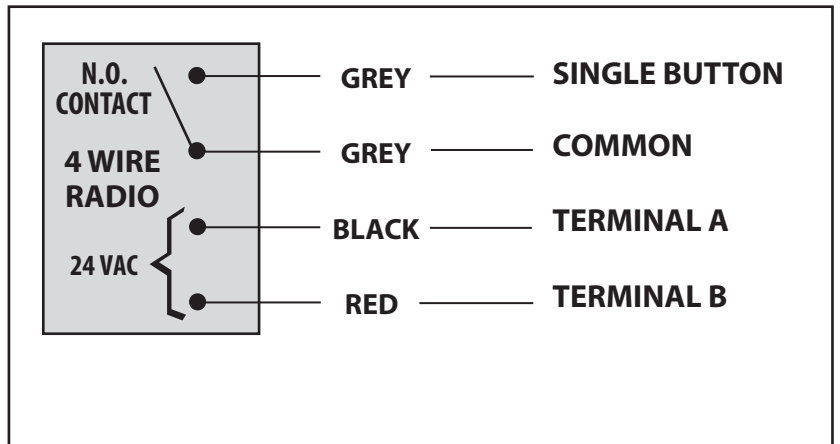 N.O.
CONTACT
GREY
SINGLE BUTTON
4 WIRE
RADIO
GREY
COMMON
24 VAC
BLACK
TERMINAL A
RED
TERMINAL B